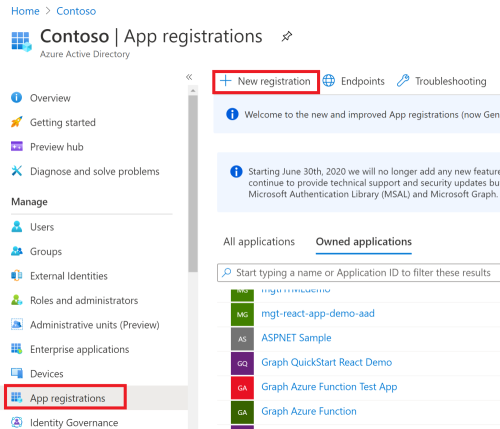 Home > Contoso
Contoso | App registrations
Azure Active Directory
«
Overview
Getting started
Preview hub
Diagnose and solve problems
Manage
Users
Groups
External Identities
Roles and administrators
Administrative units (Preview)
Enterprise applications
Devices
App registrations
Identity Governance
+ New registration Endpoints Troubleshooting
Welcome to the new and improved App registrations (now Gen
Starting June 30th, 2020 we will no longer add any new feature
continue to provide technical support and security updates bu
Microsoft Authentication Library (MSAL) and Microsoft Graph.
All applications Owned applications
Start typing a name or Application ID to filter these results
MG mgt-react-app-demo-aad
AS ASPNET Sample
GQ Graph QuickStart React Demo
GA Graph Azure Function Test App
GA Graph Azure Function